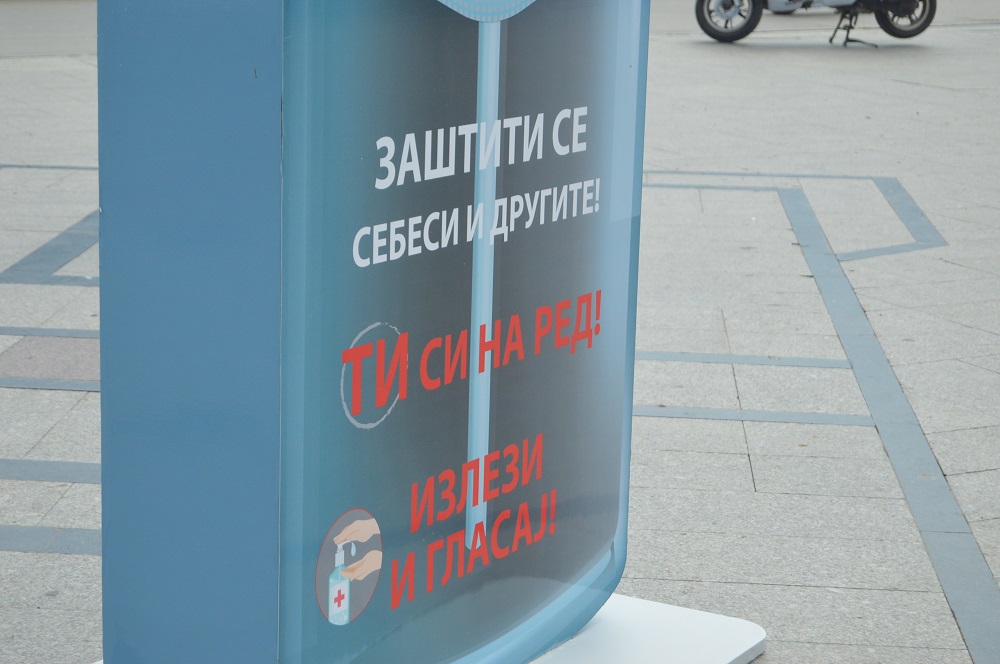 ЗАШТИТИ СЕ
СЕБЕСИ И ДРУГИТЕ!
ТИ СИ НА РЕД!
ИЗЛЕЗИ
И ГЛАСАЈ!